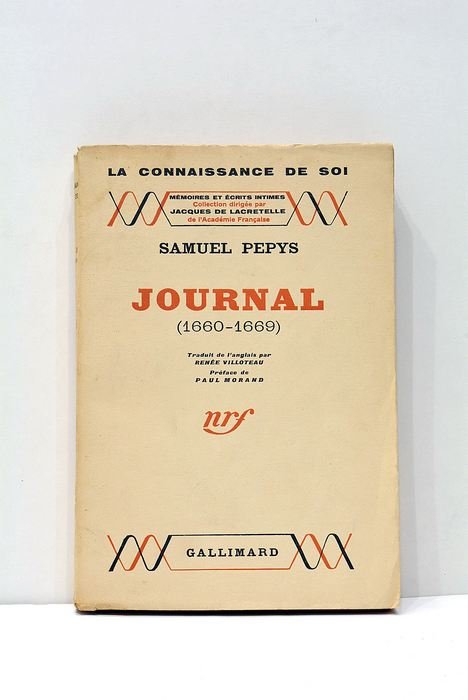 LA CONNAISSANCE DE SOI
MÉMOIRES ET ÉCRITS INTIMES
Collection dirigée par
JACQUES DE LACRETELLE
de l'Académie Française
SAMUEL PEPYS
JOURNAL
(1660-1669)
Traduit de l'anglais par
RENÉE VILLOTEAU
Préface de
PAUL MORAND
nrf
GALLIMARD